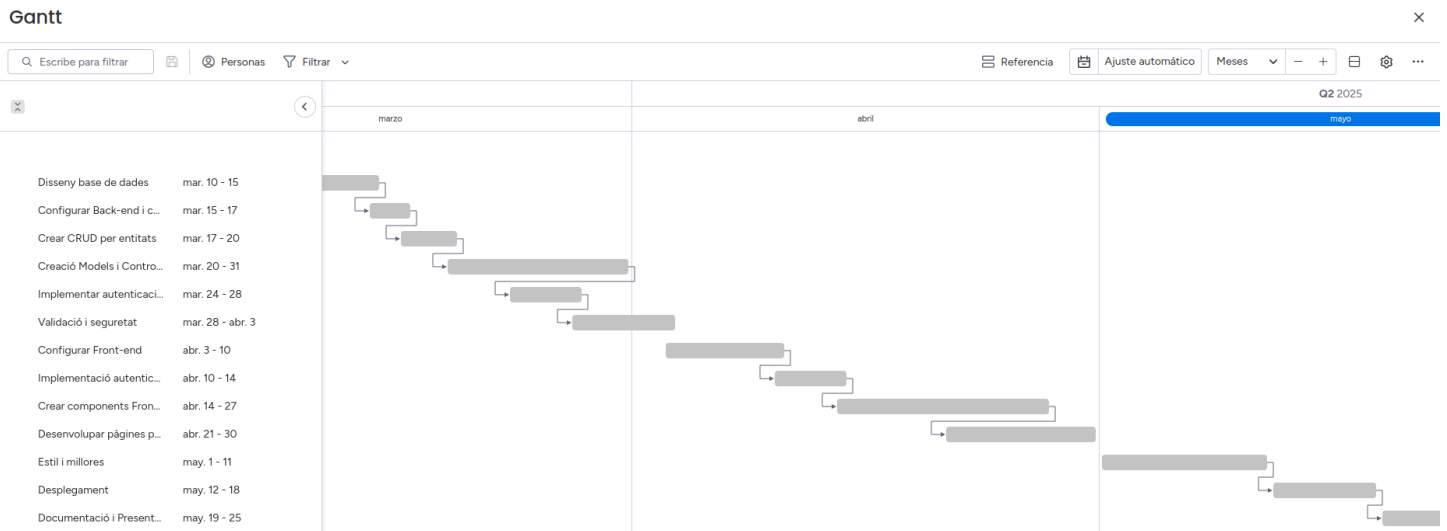 Gantt
Escribe para filtrar
Personas
Filtrar
Referencia
Ajuste automático
Meses
Q2 2025
marzo
abril
mayo
Disseny base de dades mar. 10 - 15
Configurar Back-end i c... mar. 15 - 17
Crear CRUD per entitats mar. 17 - 20
Creació Models i Contro... mar. 20 - 31
Implementar autenticaci... mar. 24 - 28
Validació i seguretat mar. 28 - abr. 3
Configurar Front-end abr. 3 - 10
Implementació autentic... abr. 10 - 14
Crear components Fron... abr. 14 - 27
Desenvolupar pàgines p... abr. 21 - 30
Estil i millores may. 1 - 11
Desplegament may. 12 - 18
Documentació i Present... may. 19 - 25